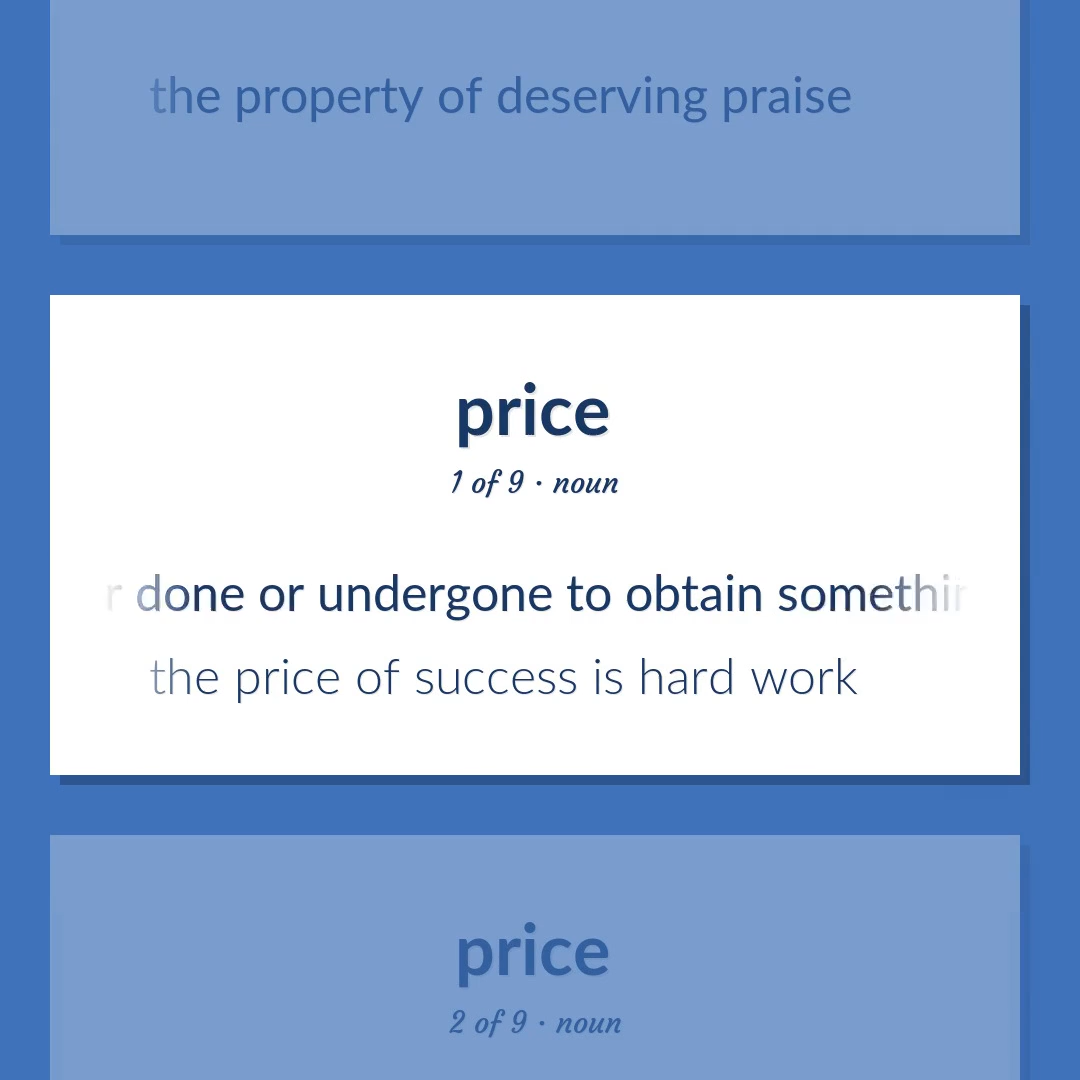 the property of deserving praise
price
1 of 9 · noun
done or undergone to obtain
the price of success is hard work
price
2 of 9 · noun